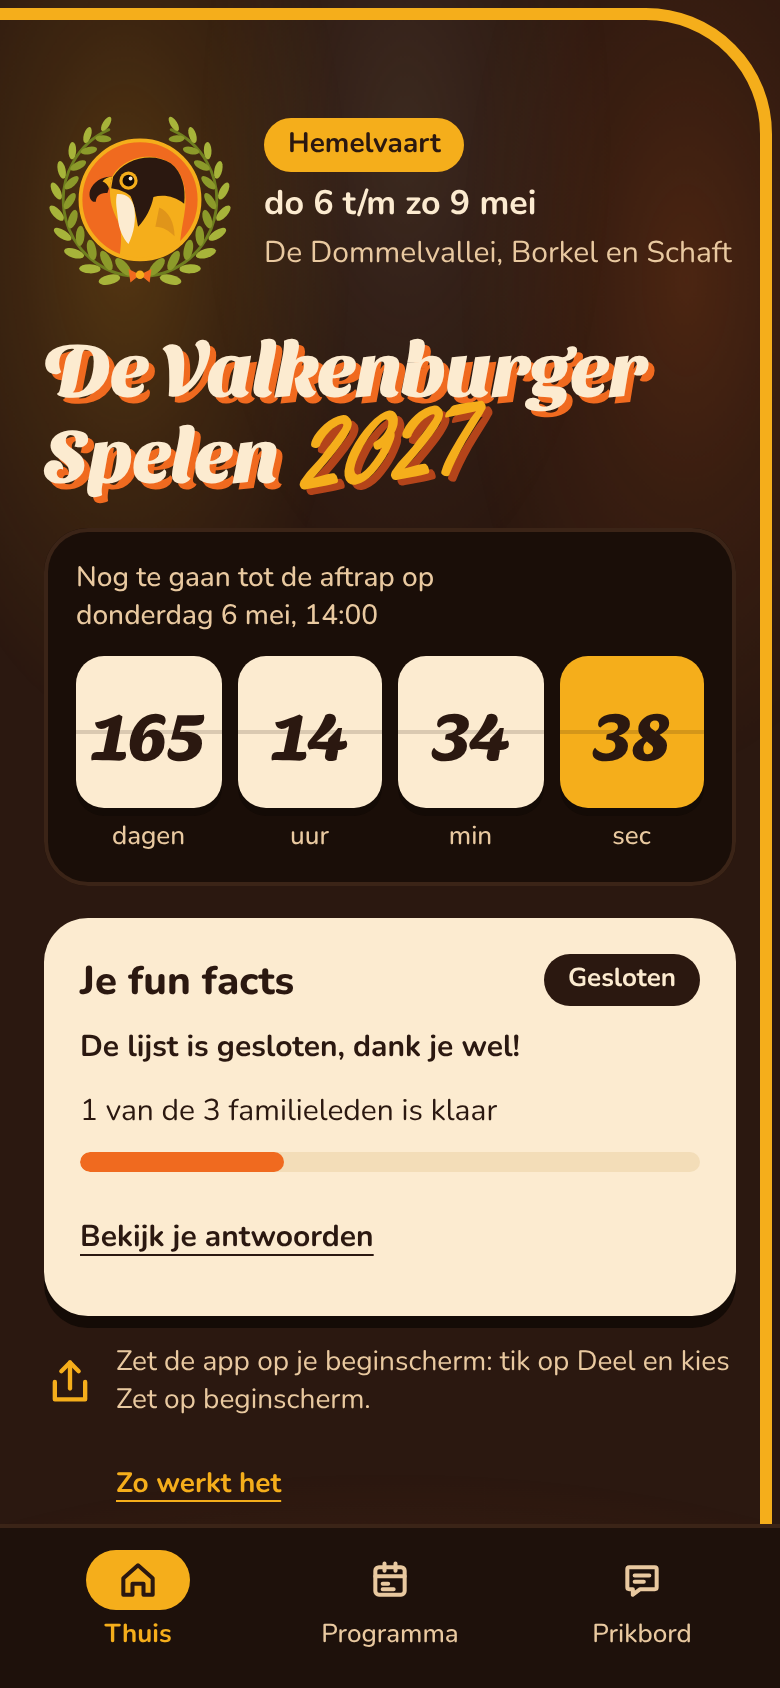 Hemelvaart
do 6 t/m zo 9 mei
De Dommelvallei, Borkel en Schaft
De Valkenburger
Spelen 2027
Nog te gaan tot de aftrap op
donderdag 6 mei, 14:00
165 14 34 38
dagen uur min sec
Je fun facts
Gesloten
De lijst is gesloten, dank je wel!
1 van de 3 familieleden is klaar
Bekijk je antwoorden
Zet de app op je beginscherm: tik op Deel en kies
Zet op beginscherm.
Zo werkt het
Thuis Programma Prikbord